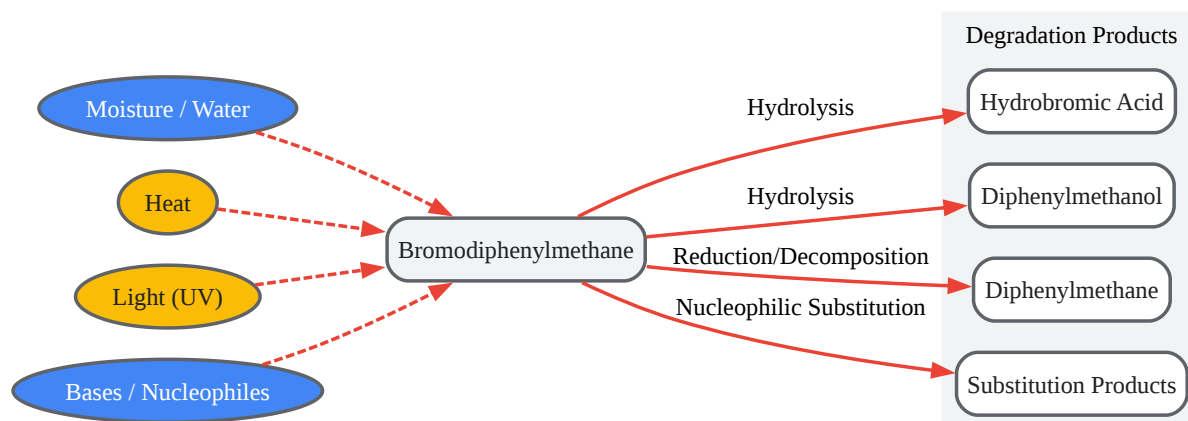 Degradation Products
Moisture / Water
Heat
Light (UV)
Bases / Nucleophiles
Bromodiphenylmethane
Hydrolysis
Hydrolysis
Reduction/Decomposition
Nucleophilic Substitution
Hydrobromic Acid
Diphenylmethanol
Diphenylmethane
Substitution Products